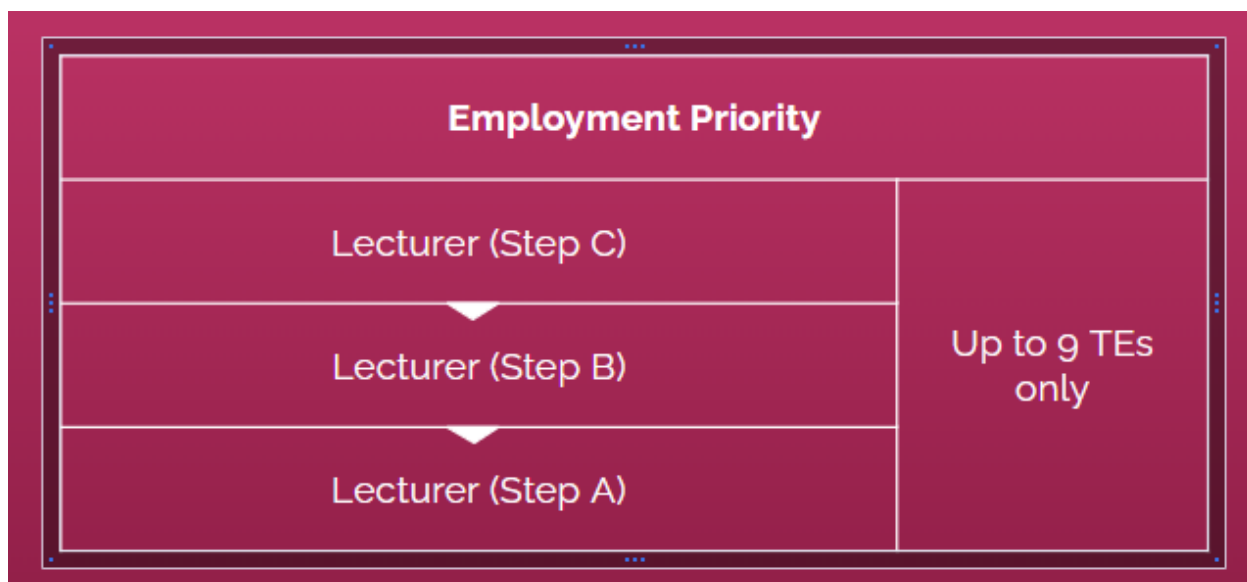 Employment Priority
Lecturer (Step C)
Lecturer (Step B)
Up to 9 TEs
only
Lecturer (Step A)